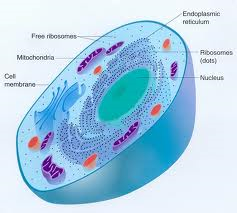 Endoplasmic
reticulum
Free ribosomes
Mitochondria
Ribosomes
(dots)
Cell
membrane
Nucleus